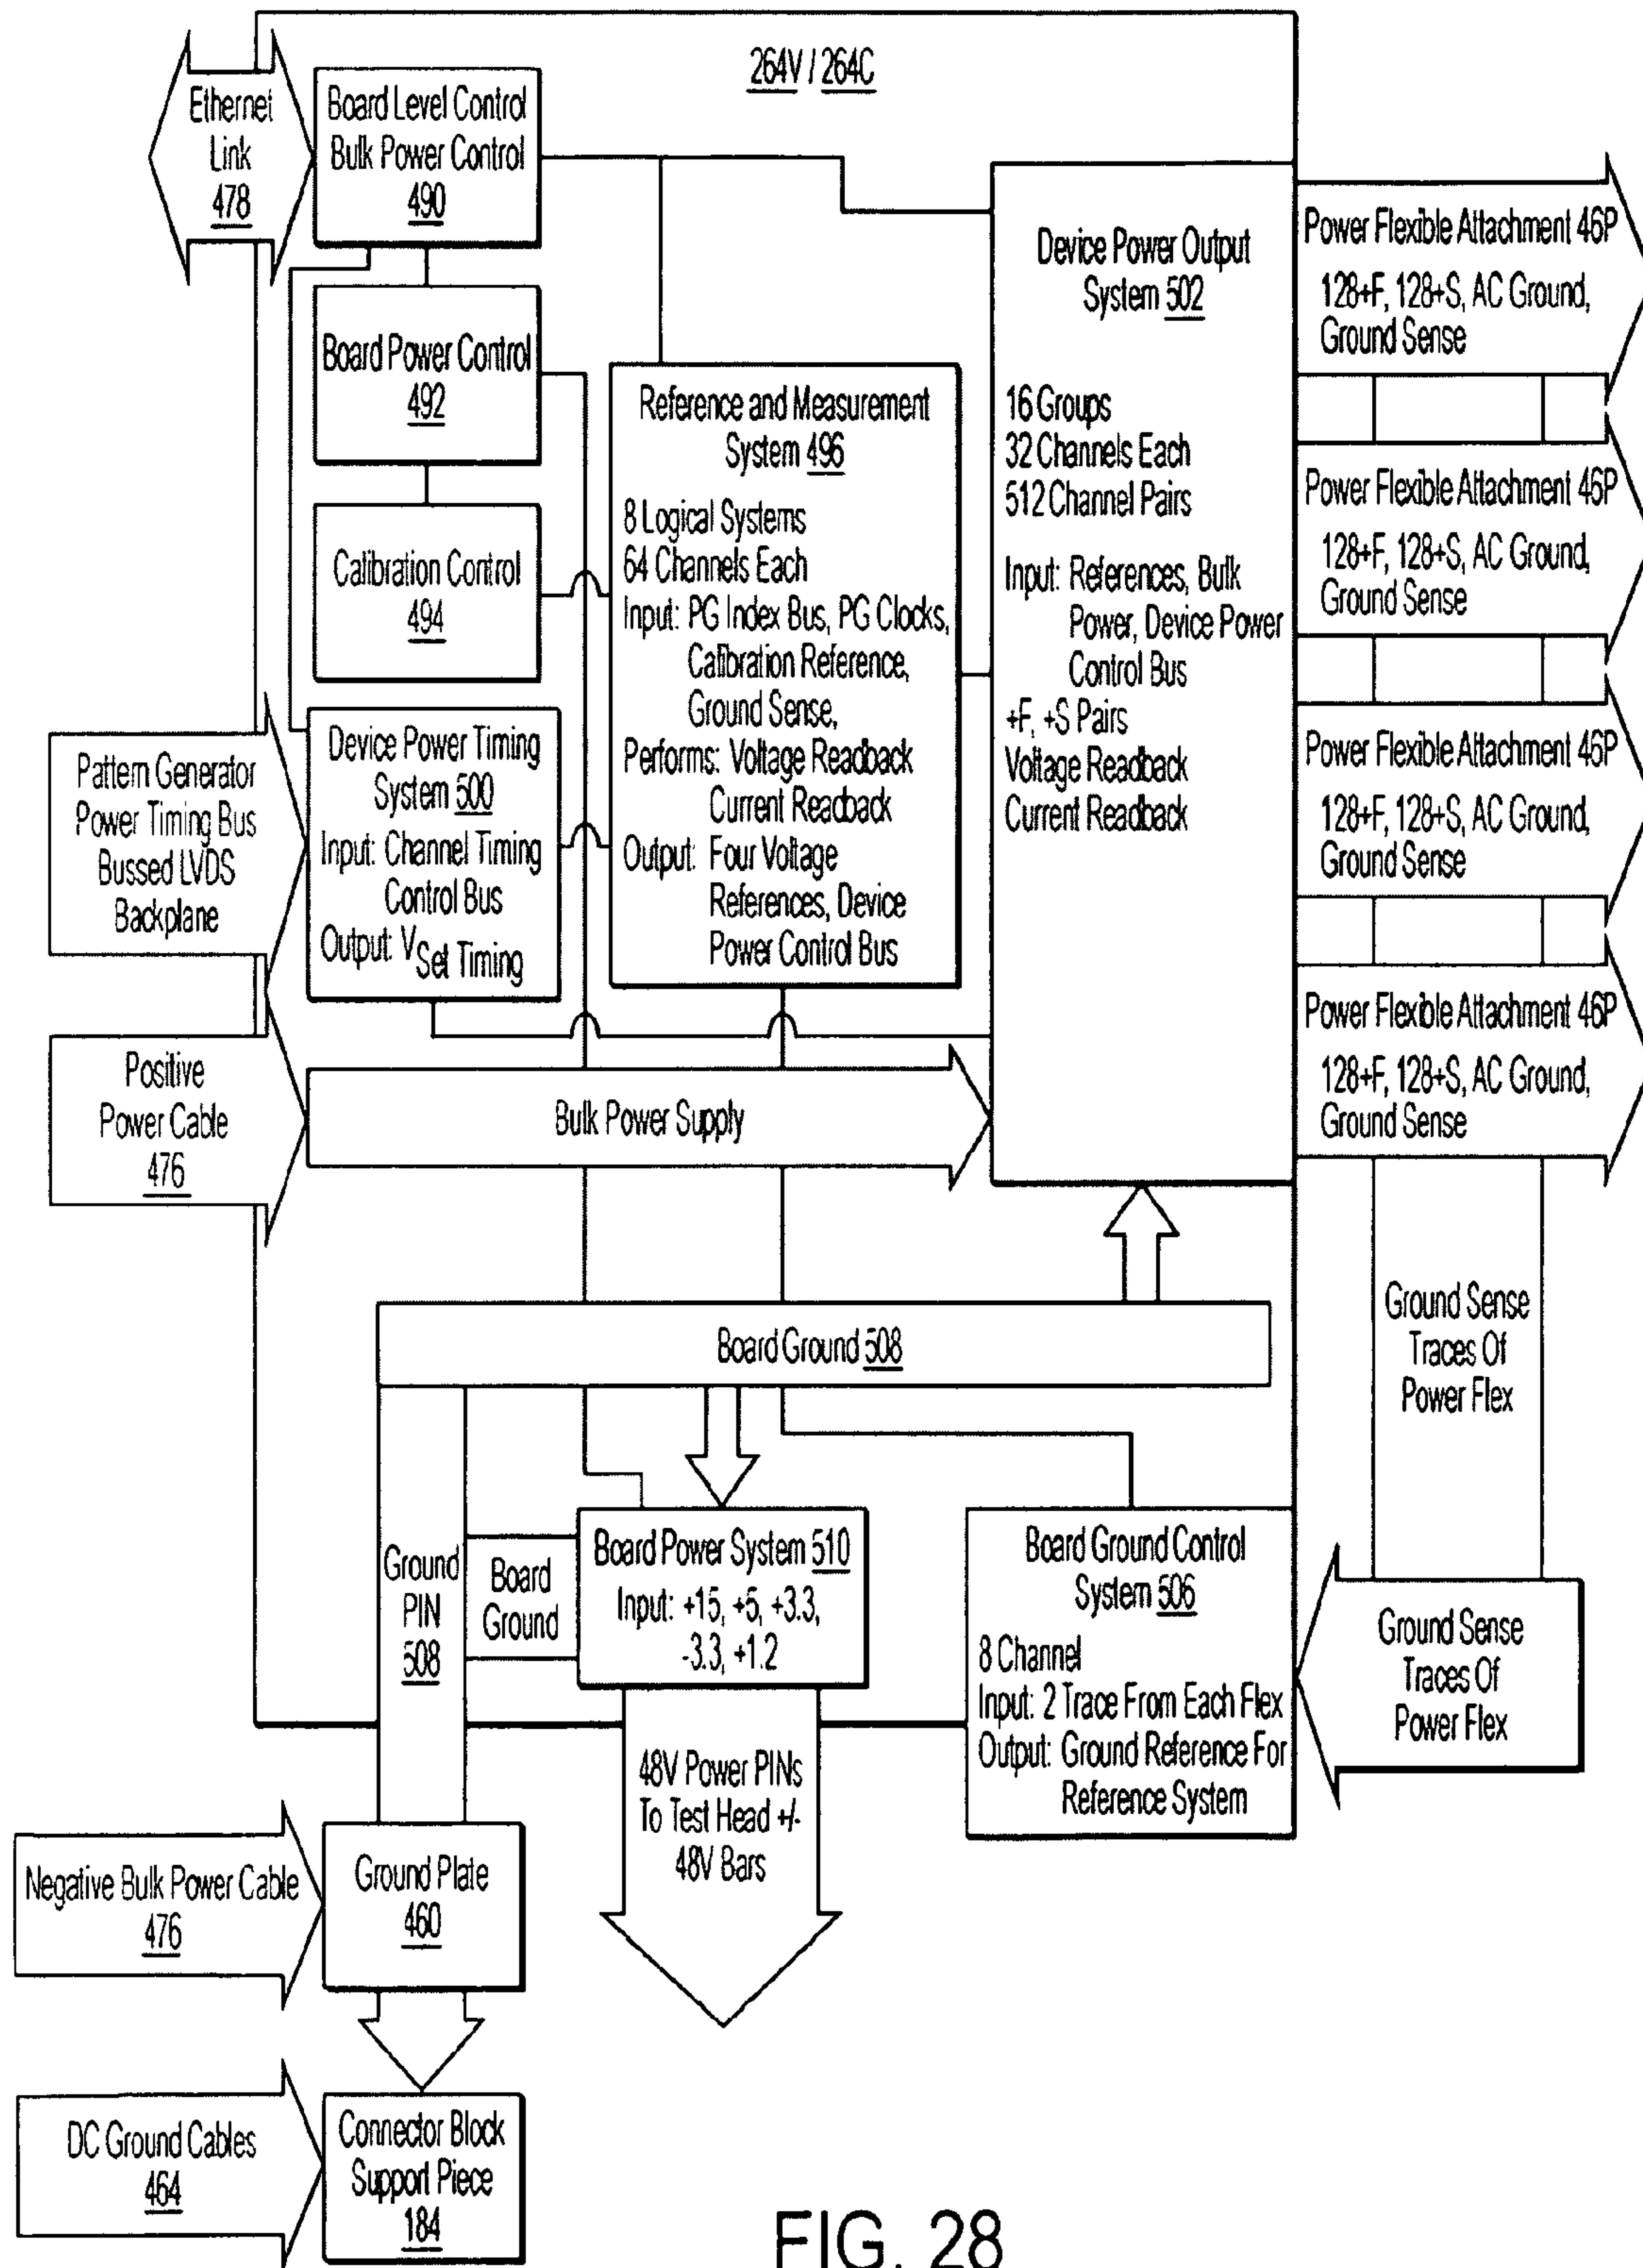 264V / 264C
Ethernet
Link
478
Board Level Control
Bulk Power Control
490
Board Power Control
492
Calibration Control
494
Pattern Generator
Power Timing Bus
Bussed LVDS
Backplane
Device Power Timing
System 500
Input: Channel Timing
Control Bus
Output: VSet Timing
Reference and Measurement
System 496
8 Logical Systems
64 Channels Each
Input: PG Index Bus, PG Clocks,
Calibration Reference,
Ground Sense,
Performs: Voltage Readback
Current Readback
Output: Four Voltage
References, Device
Power Control Bus
Device Power Output
System 502
16 Groups
32 Channels Each
512 Channel Pairs
Input: References, Bulk
Power, Device Power
Control Bus
+F, +S Pairs
Voltage Readback
Current Readback
Power Flexible Attachment 46P
128+F, 128+S, AC Ground,
Ground Sense
Power Flexible Attachment 46P
128+F, 128+S, AC Ground,
Ground Sense
Power Flexible Attachment 46P
128+F, 128+S, AC Ground,
Ground Sense
Power Flexible Attachment 46P
128+F, 128+S, AC Ground,
Ground Sense
Positive
Power Cable
476
Bulk Power Supply
Board Ground 508
Ground Sense
Traces Of
Power Flex
Ground
PIN
508
Board
Ground
Board Power System 510
Input: +15, +5, +3.3,
-3.3, +1.2
Board Ground Control
System 506
8 Channel
Input: 2 Trace From Each Flex
Output: Ground Reference For
Reference System
Ground Sense
Traces Of
Power Flex
48V Power PINs
To Test Head +/-
48V Bars
Negative Bulk Power Cable
476
Ground Plate
460
DC Ground Cables
464
Connector Block
Support Piece
184
FIG. 28